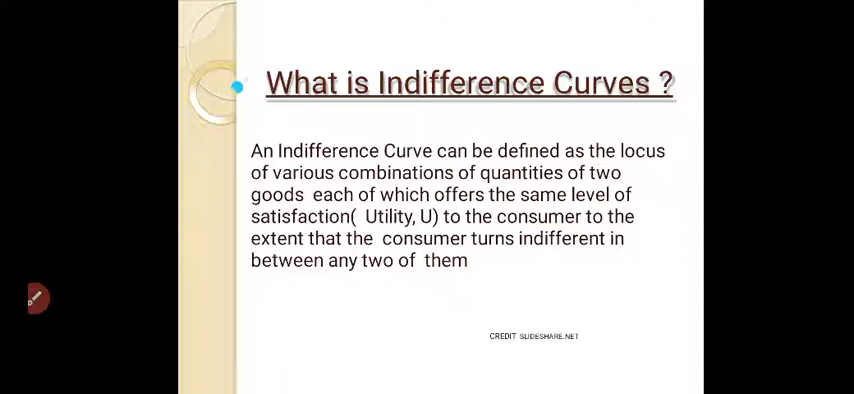 What is Indifference Curves ?
An Indifference Curve can be defined as the locus
of various combinations of quantities of two
goods each of which offers the same level of
satisfaction( Utility, U) to the consumer to the
extent that the consumer turns indifferent in
between any two of them
CREDIT SLIDESHARE.NET